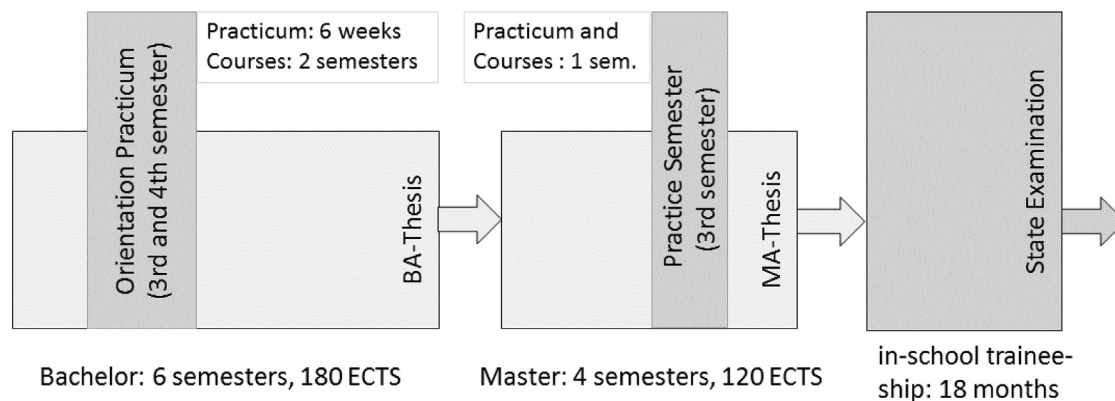 Orientation Practicum
(3rd and 4th semester)
Practicum: 6 weeks
Courses: 2 semesters
BA-Thesis
Bachelor: 6 semesters, 180 ECTS
Practicum and
Courses : 1 sem.
Practice Semester
(3rd semester)
MA-Thesis
Master: 4 semesters, 120 ECTS
State Examination
in-school trainee-
ship: 18 months